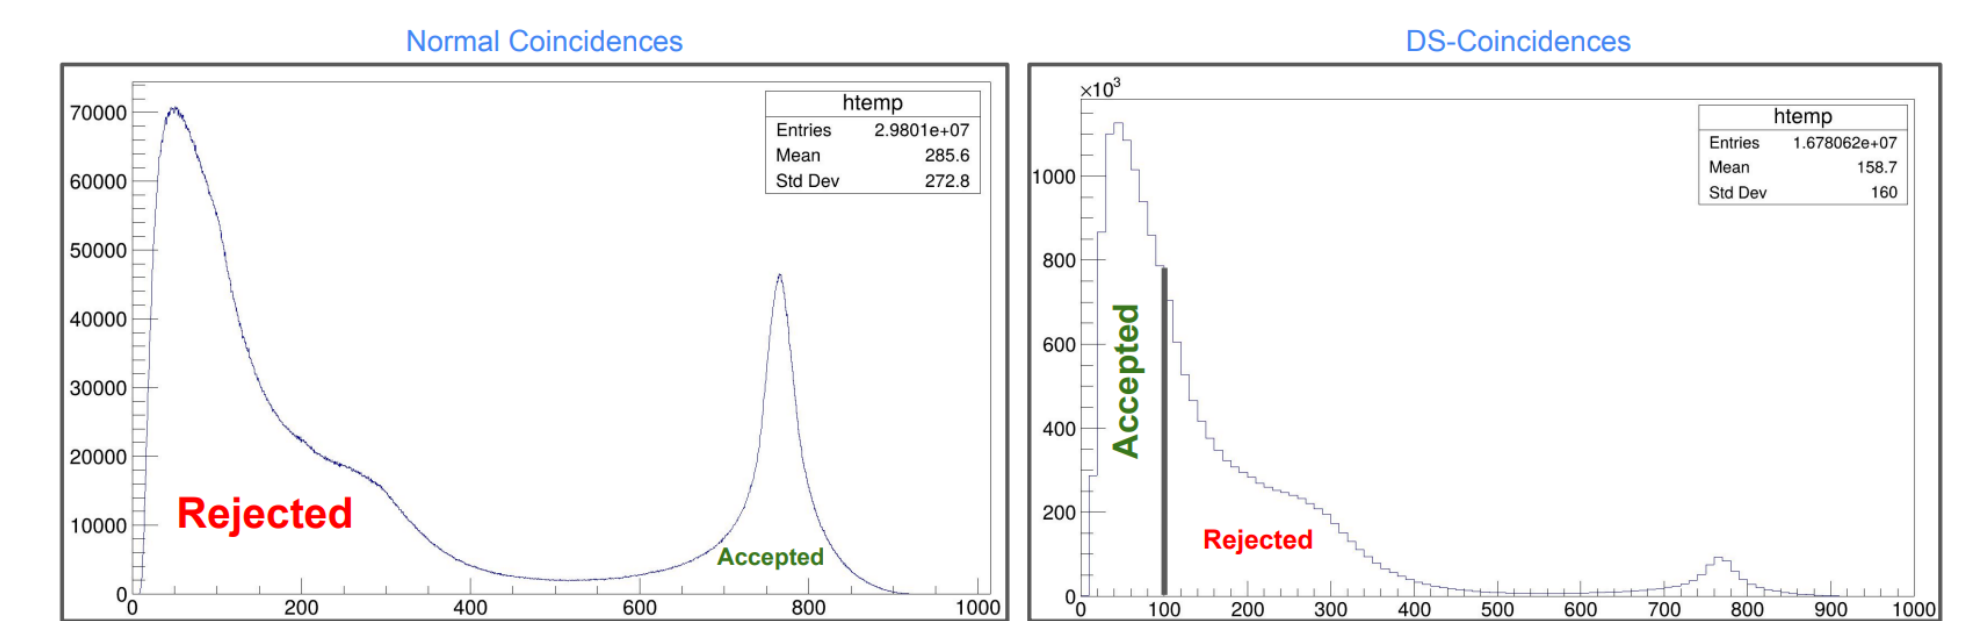 Normal Coincidences
70000
60000
50000
40000
30000
20000
10000
0
htemp
Entries 2.9801e+07
Mean 285.6
Std Dev 272.8
Rejected
Accepted
0 200 400 600 800 1000
DS-Coincidences
×10³
1000
800
600
400
200
0
htemp
Entries 1.678062e+07
Mean 158.7
Std Dev 160
Accepted
Rejected
0 100 200 300 400 500 600 700 800 900 1000